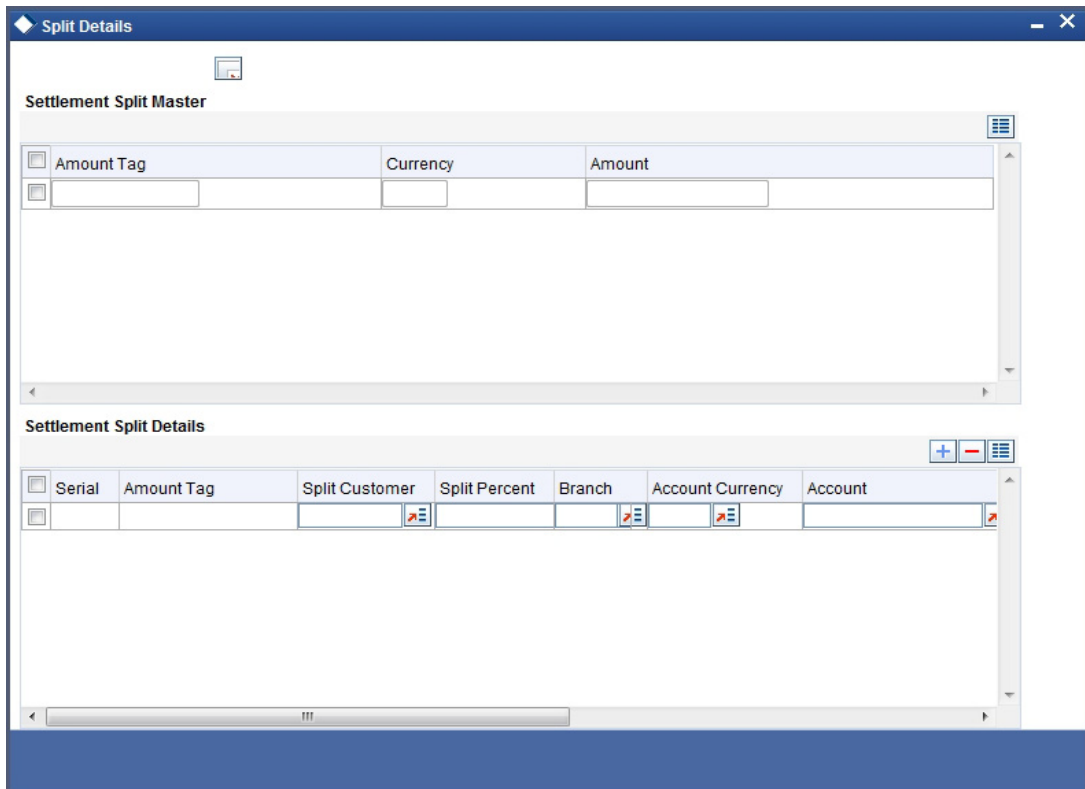 Split Details
Settlement Split Master
Amount Tag Currency Amount
Settlement Split Details
Serial Amount Tag Split Customer Split Percent Branch Account Currency Account